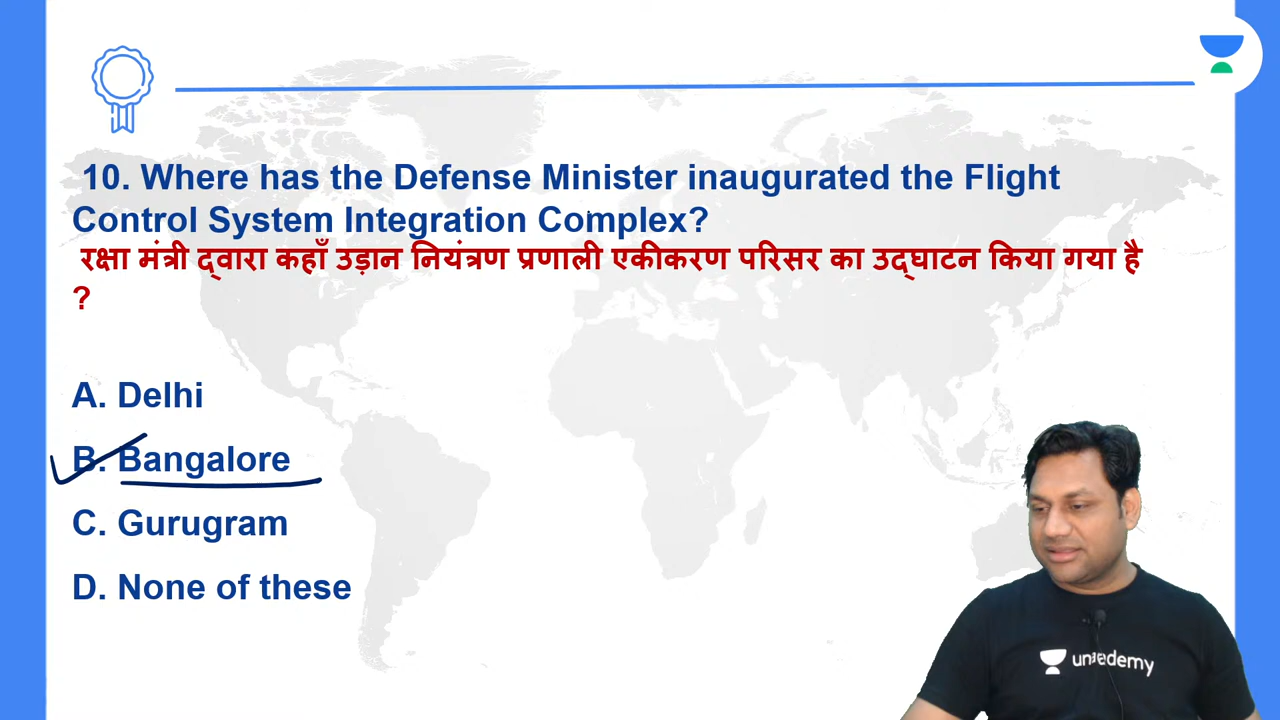 10. Where has the Defense Minister inaugurated the Flight
Control System Integration Complex?
रक्षा मंत्री द्वारा कहाँ उड़ान नियंत्रण प्रणाली एकीकरण परिसर का उद्घाटन किया गया है
?
A. Delhi
B. Bangalore
C. Gurugram
D. None of these